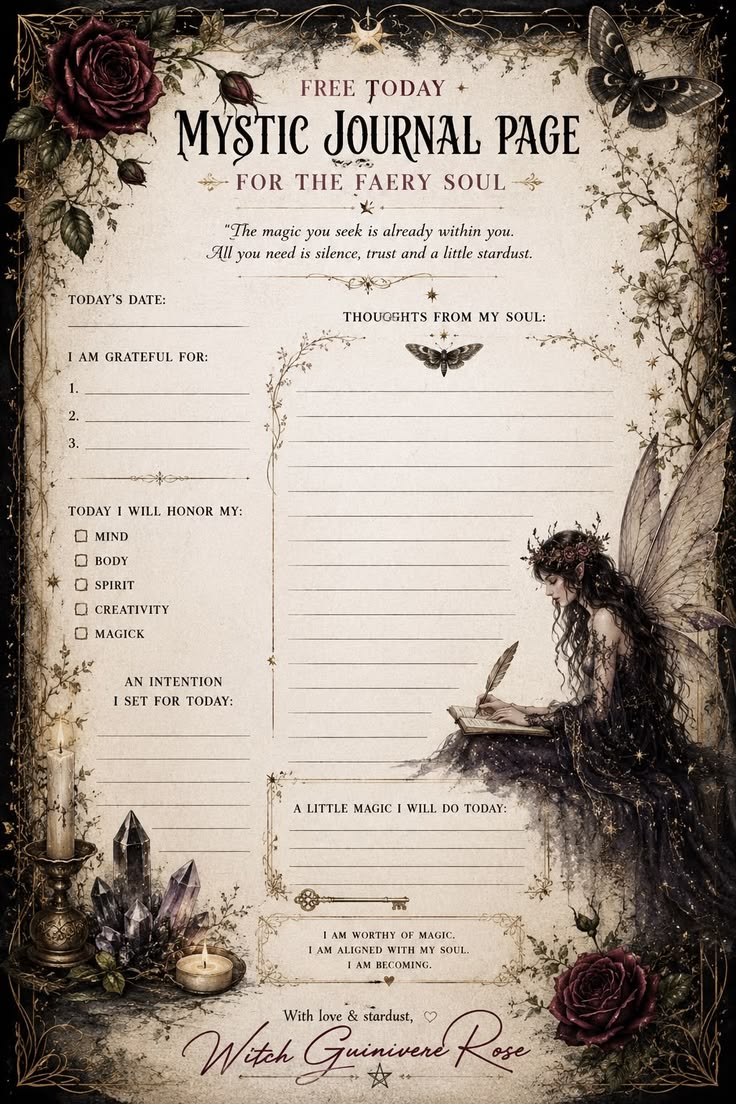 FREE TODAY
MYSTIC JOURNAL PAGE
FOR THE FAERY SOUL
"The magic you seek is already within you.
All you need is silence, trust and a little stardust.
TODAY'S DATE:
I AM GRATEFUL FOR:
1.
2.
3.
TODAY I WILL HONOR MY:
MIND
BODY
SPIRIT
CREATIVITY
MAGICK
AN INTENTION
I SET FOR TODAY:
THOUGHTS FROM MY SOUL:
A LITTLE MAGIC I WILL DO TODAY:
I AM WORTHY OF MAGIC.
I AM ALIGNED WITH MY SOUL.
I AM BECOMING.
With love & stardust, ♡
Witch Guinivere Rose